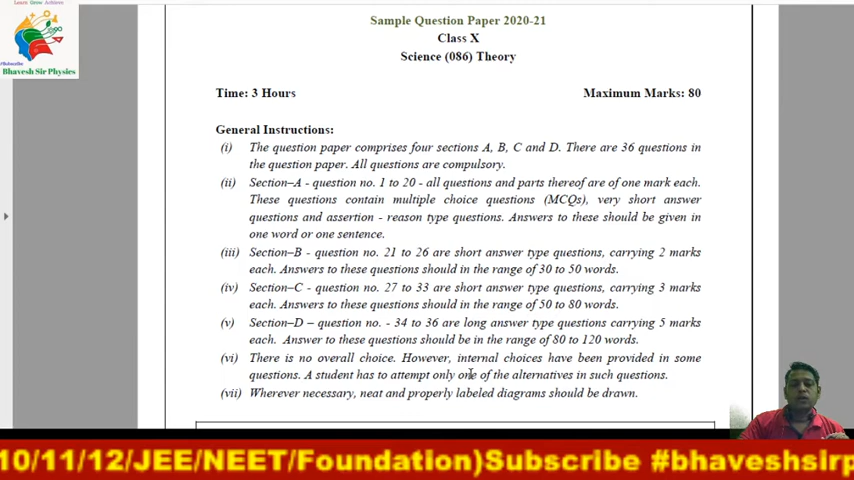 Learn Grow Achieve
#Subscribe
Bhavesh Sir Physics
Sample Question Paper 2020-21
Class X
Science (086) Theory
Time: 3 Hours Maximum Marks: 80
General Instructions:
(i) The question paper comprises four sections A, B, C and D. There are 36 questions in
the question paper. All questions are compulsory.
(ii) Section–A - question no. 1 to 20 - all questions and parts thereof are of one mark each.
These questions contain multiple choice questions (MCQs), very short answer
questions and assertion - reason type questions. Answers to these should be given in
one word or one sentence.
(iii) Section–B - question no. 21 to 26 are short answer type questions, carrying 2 marks
each. Answers to these questions should in the range of 30 to 50 words.
(iv) Section–C - question no. 27 to 33 are short answer type questions, carrying 3 marks
each. Answers to these questions should in the range of 50 to 80 words.
(v) Section–D – question no. - 34 to 36 are long answer type questions carrying 5 marks
each. Answer to these questions should be in the range of 80 to 120 words.
(vi) There is no overall choice. However, internal choices have been provided in some
questions. A student has to attempt only one of the alternatives in such questions.
(vii) Wherever necessary, neat and properly labeled diagrams should be drawn.
10/11/12/JEE/NEET/Foundation)Subscribe #bhaveshsirp